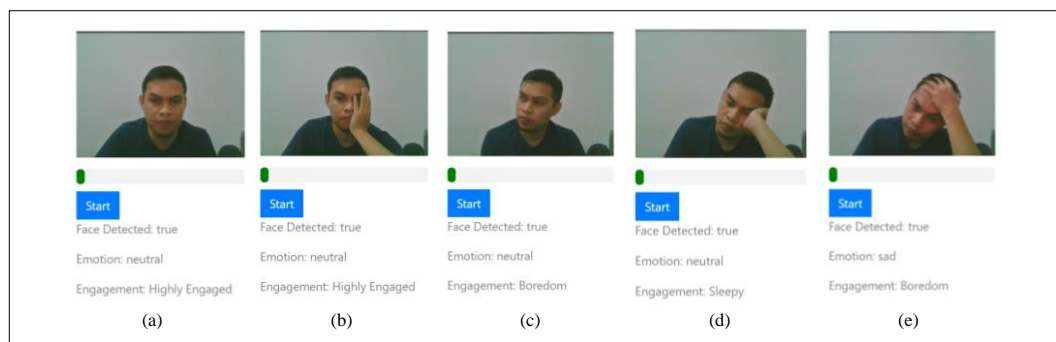 Start
Face Detected: true
Emotion: neutral
Engagement: Highly Engaged
(a)
Start
Face Detected: true
Emotion: neutral
Engagement: Highly Engaged
(b)
Start
Face Detected: true
Emotion: neutral
Engagement: Boredom
(c)
Start
Face Detected: true
Emotion: neutral
Engagement: Sleepy
(d)
Start
Face Detected: true
Emotion: sad
Engagement: Boredom
(e)